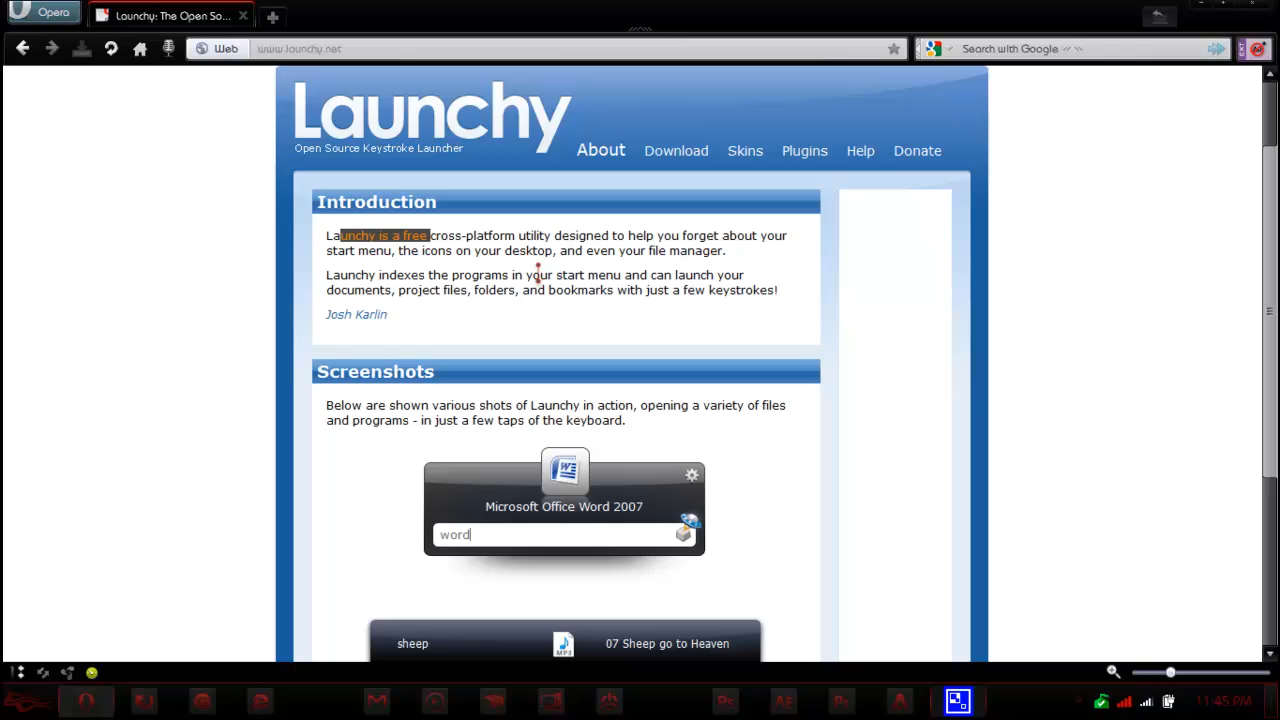 Opera
Launchy: The Open So...
Web
www.launchy.net
Search with Google
Launchy
Open Source Keystroke Launcher
About
Download
Skins
Plugins
Help
Donate
Introduction
Launchy is a free cross-platform utility designed to help you forget about your
start menu, the icons on your desktop, and even your file manager.
Launchy indexes the programs in your start menu and can launch your
documents, project files, folders, and bookmarks with just a few keystrokes!
Josh Karlin
Screenshots
Below are shown various shots of Launchy in action, opening a variety of files
and programs - in just a few taps of the keyboard.
Microsoft Office Word 2007
word
sheep
MP3
07 Sheep go to Heaven
11:45 PM